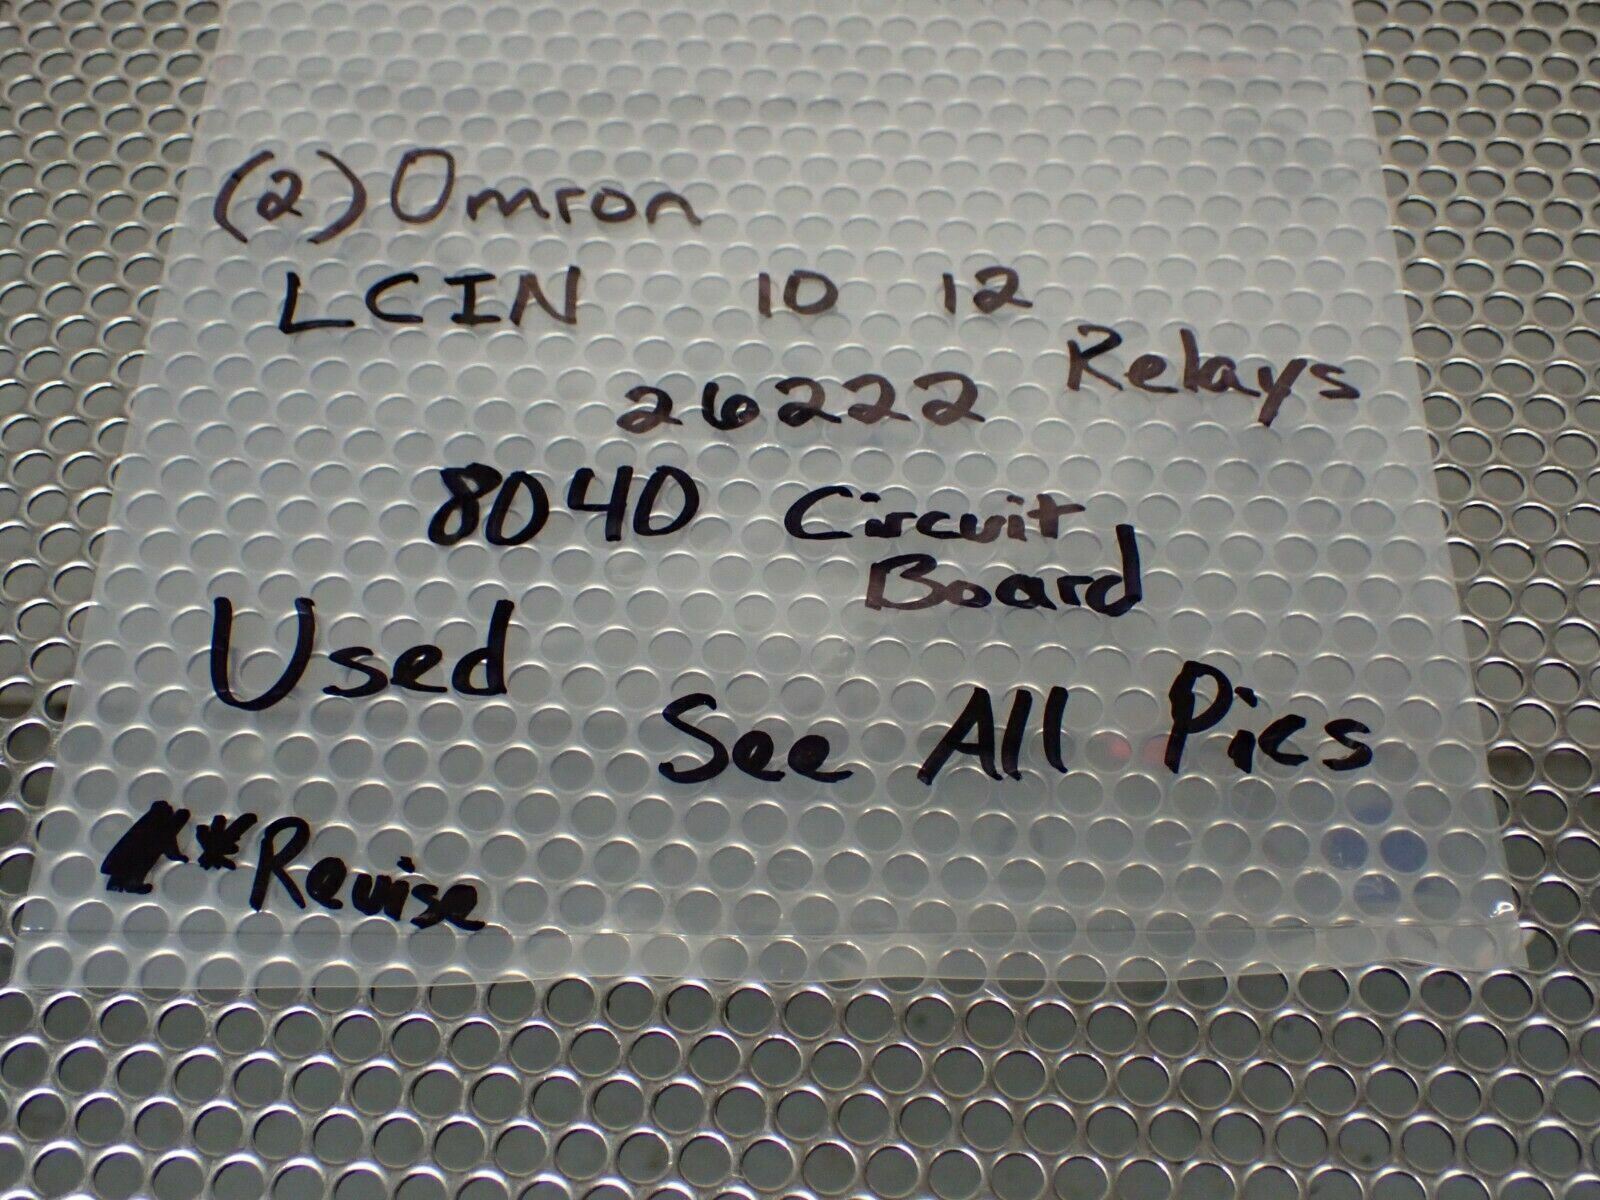 (2) Omron
LCIN 10 12
Relays
26222
8040 Circuit
Board
Used
See All Pics
*Revise